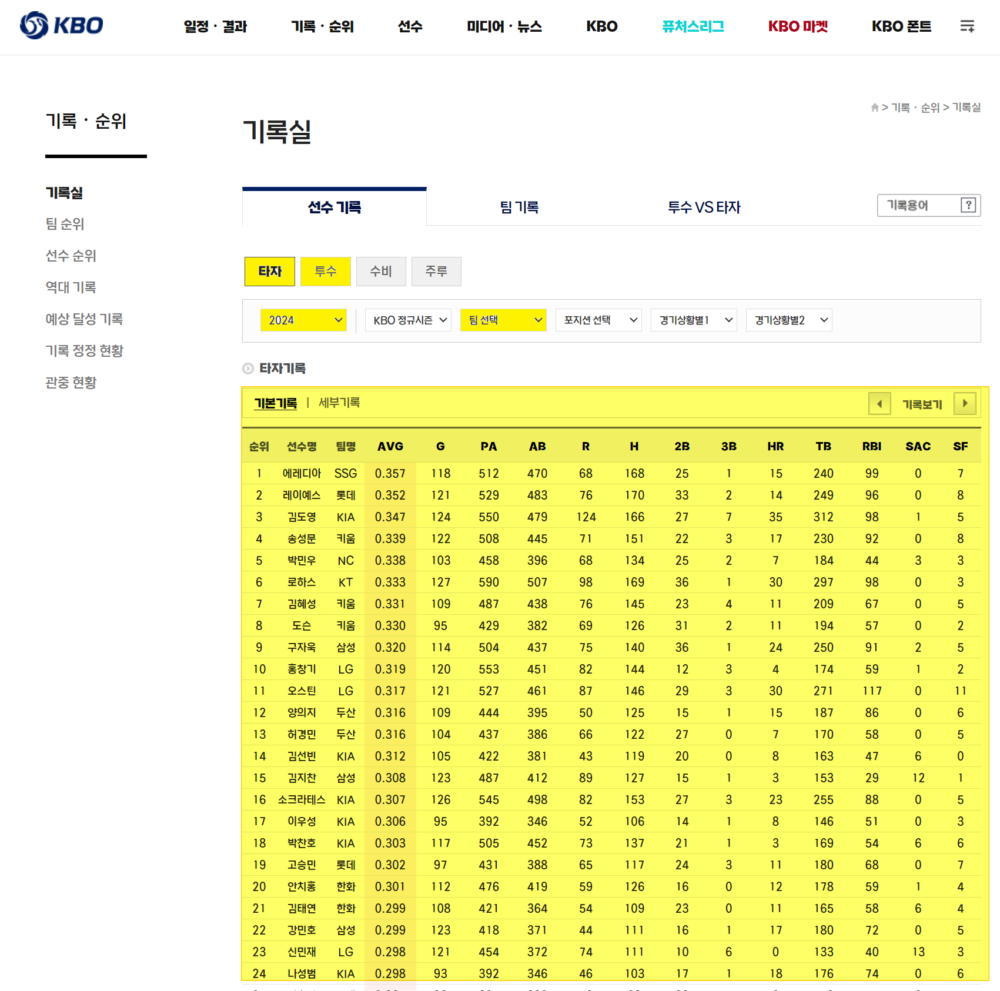 KBO 일정 · 결과 기록 · 순위 선수 미디어 · 뉴스 KBO 퓨처스리그 KBO 마켓 KBO 폰트
> 기록 · 순위 > 기록실
기록 · 순위
기록실
팀 순위
선수 순위
역대 기록
예상 달성 기록
기록 정정 현황
관중 현황
기록실
선수 기록 팀 기록 투수 VS 타자 기록용어 ?
타자 투수 수비 주루
2024 KBO 정규시즌 팀 선택 포지션 선택 경기상황별1 경기상황별2
타자기록
기본기록 | 세부기록 기록보기
순위 선수명 팀명 AVG G PA AB R H 2B 3B HR TB RBI SAC SF
1 에레디아 SSG 0.357 118 512 470 68 168 25 1 15 240 99 0 7
2 레이예스 롯데 0.352 121 529 483 76 170 33 2 14 249 96 0 8
3 김도영 KIA 0.347 124 550 479 124 166 27 7 35 312 98 1 5
4 송성문 키움 0.339 122 508 445 71 151 22 3 17 230 92 0 8
5 박민우 NC 0.338 103 458 396 68 134 25 2 7 184 44 3 3
6 로하스 KT 0.333 127 590 507 98 169 36 1 30 297 98 0 3
7 김혜성 키움 0.331 109 487 438 76 145 23 4 11 209 67 0 5
8 도슨 키움 0.330 95 429 382 69 126 31 2 11 194 57 0 2
9 구자욱 삼성 0.320 114 504 437 75 140 36 1 24 250 91 2 5
10 홍창기 LG 0.319 120 553 451 82 144 12 3 4 174 59 1 2
11 오스틴 LG 0.317 121 527 461 87 146 29 3 30 271 117 0 11
12 양의지 두산 0.316 109 444 395 50 125 15 1 15 187 86 0 6
13 허경민 두산 0.316 104 437 386 66 122 27 0 7 170 58 0 5
14 김선빈 KIA 0.312 105 422 381 43 119 20 0 8 163 47 6 0
15 김지찬 삼성 0.308 123 487 412 89 127 15 1 3 153 29 12 1
16 소크라테스 KIA 0.307 126 545 498 82 153 27 3 23 255 88 0 5
17 이우성 KIA 0.306 95 392 346 52 106 14 1 8 146 51 0 3
18 박찬호 KIA 0.303 117 505 452 73 137 21 1 3 169 54 6 6
19 고승민 롯데 0.302 97 431 388 65 117 24 3 11 180 68 0 7
20 안치홍 한화 0.301 112 476 419 59 126 16 0 12 178 59 1 4
21 김태연 한화 0.299 108 421 364 54 109 23 0 11 165 58 6 4
22 강민호 삼성 0.299 123 418 371 44 111 16 1 17 180 72 0 5
23 신민재 LG 0.298 121 454 372 74 111 10 6 0 133 40 13 3
24 나성범 KIA 0.298 93 392 346 46 103 17 1 18 176 74 0 6